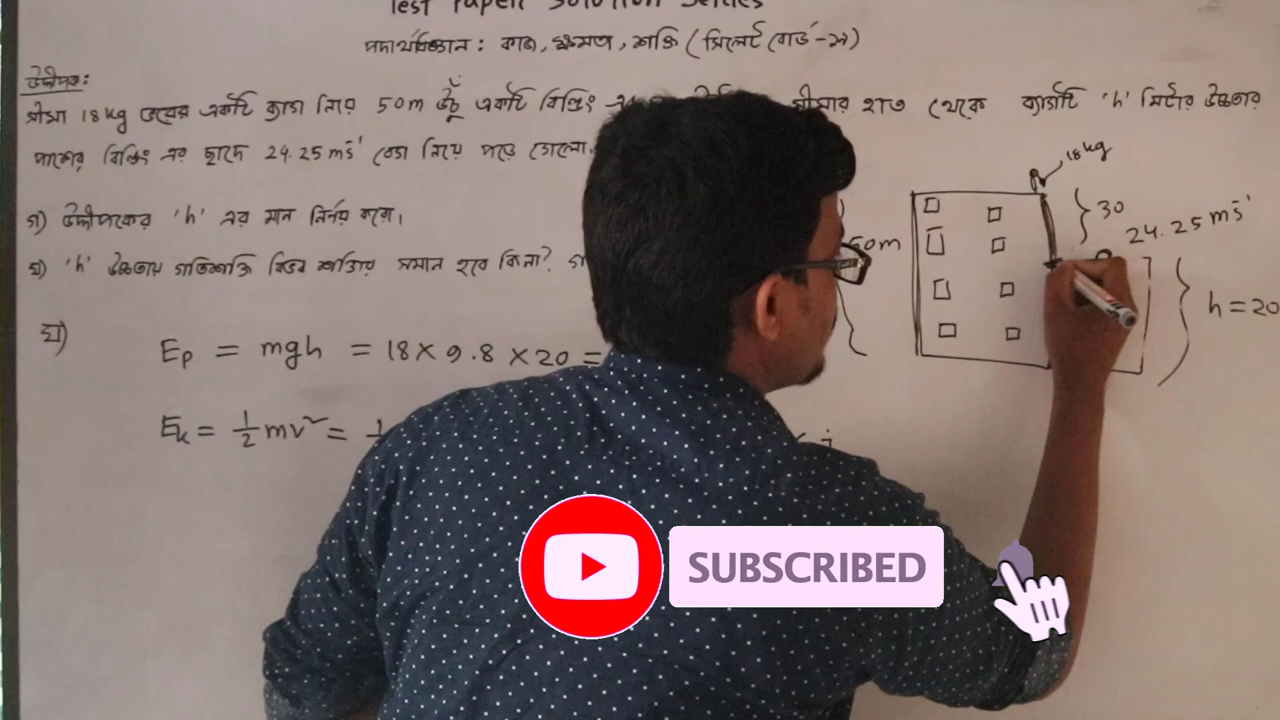 Test Paper Solution Series
পদার্থবিজ্ঞান : কাজ, ক্ষমতা, শক্তি (সিলেট বোর্ড-১৯)
উদ্দীপক:
সীমা 18 kg ভরের একটি ব্যাগ নিয়ে 50m উঁচু একটি বিল্ডিং সীমার হাত থেকে ব্যাগটি 'h' মিটার উচ্চতার
পাশের বিল্ডিং এর ছাদে 24.25 ms⁻¹ বেগ নিয়ে পড়ে গেলো।
গ) উদ্দীপকের 'h' এর মান নির্নয় করো।
ঘ) 'h' উচ্চতায় গতিশক্তি বিভব শক্তির সমান হবে কিনা?
ঘ)
Ep = mgh = 18 × 9.8 × 20 =
Ek = ½mv² =
j
18kg
30
24.25 ms⁻¹
50m
h = 20
SUBSCRIBED